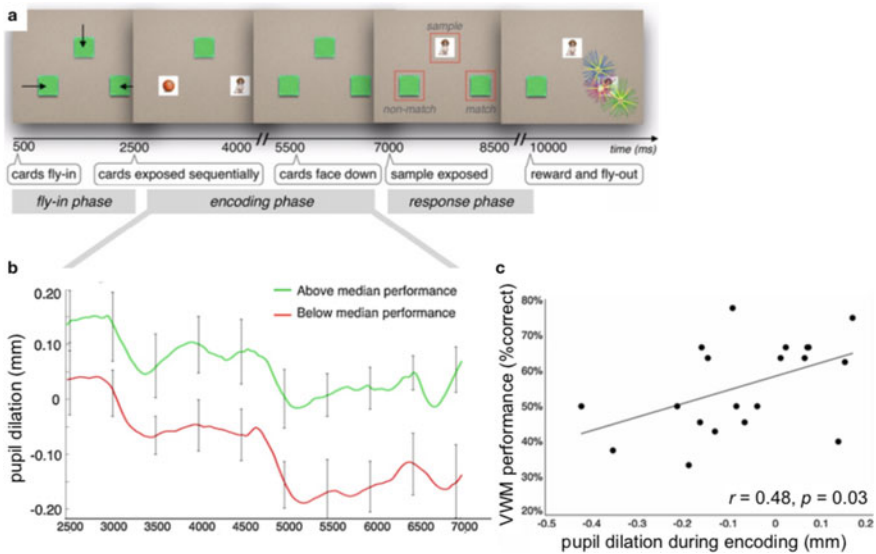 a
sample
non-match
match
500 2500 4000 5500 7000 8500 10000 time (ms)
cards fly-in
cards exposed sequentially
cards face down
sample exposed
reward and fly-out
fly-in phase
encoding phase
response phase
b
Above median performance
Below median performance
pupil dilation (mm)
0.20
0.10
0
-0.10
-0.20
2500 3000 3500 4000 4500 5000 5500 6000 6500 7000
c
VWM performance (%correct)
80%
70%
60%
50%
40%
30%
20%
r = 0.48, p = 0.03
-0.5 -0.4 -0.3 -0.2 -0.1 0 0.1 0.2
pupil dilation during encoding (mm)